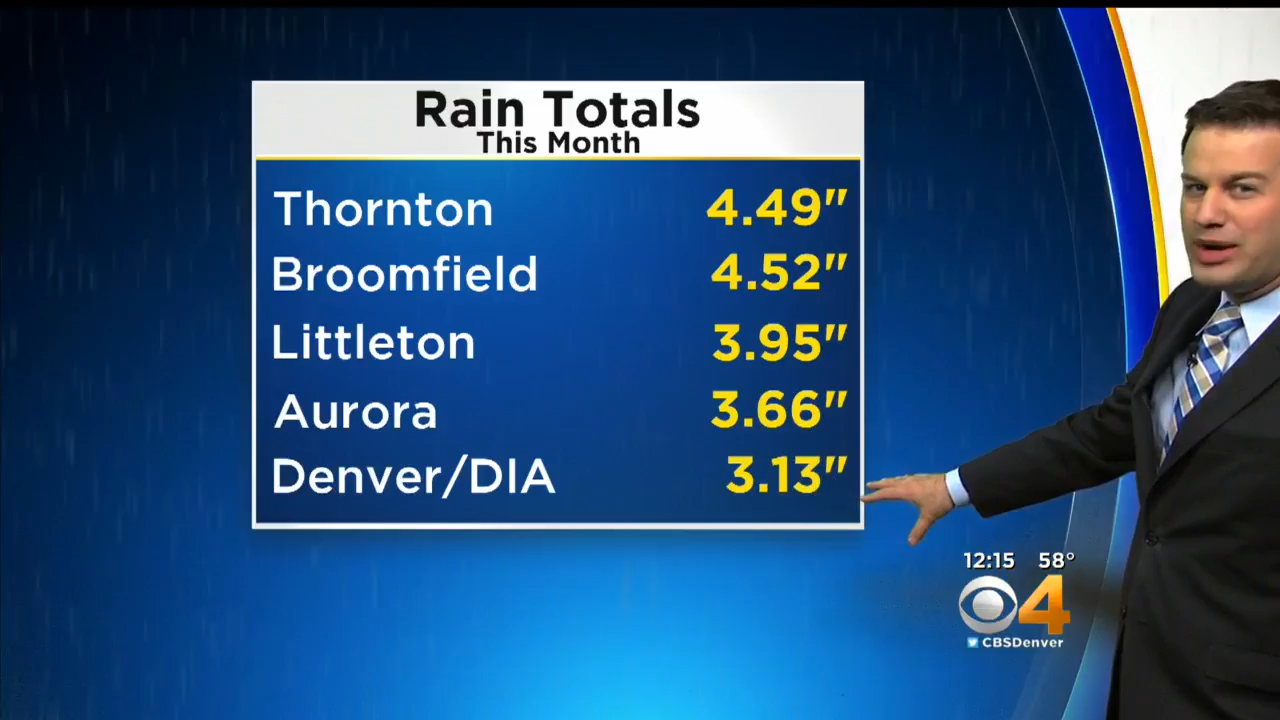 Rain Totals
This Month
Thornton 4.49"
Broomfield 4.52"
Littleton 3.95"
Aurora 3.66"
Denver/DIA 3.13"
12:15 58°
4
CBSDenver